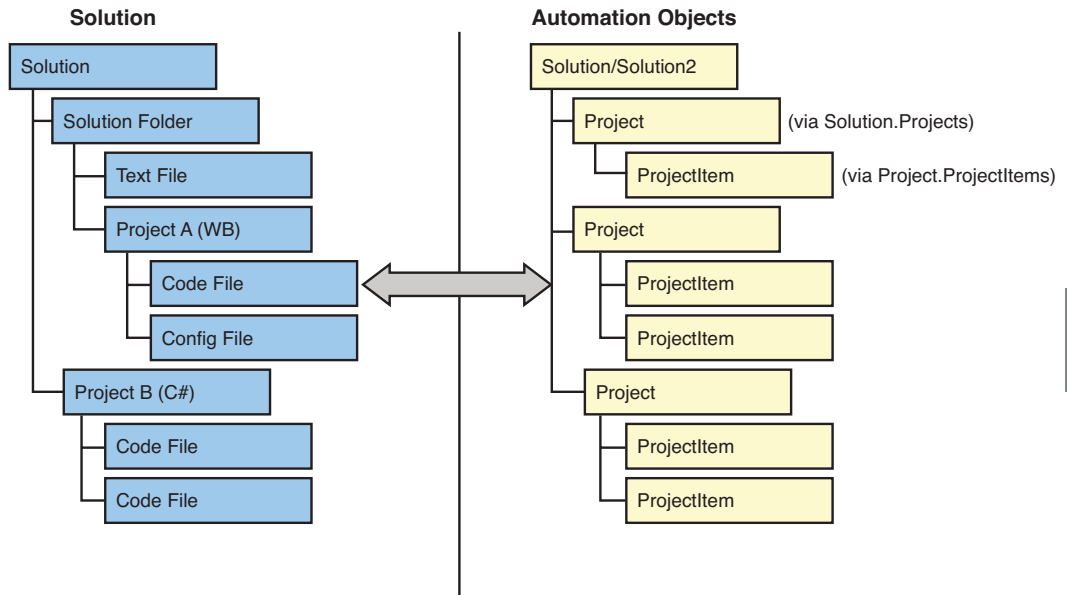 Solution
Solution
Solution Folder
Text File
Project A (WB)
Code File
Config File
Project B (C#)
Code File
Code File
Automation Objects
Solution/Solution2
Project
(via Solution.Projects)
ProjectItem
(via Project.ProjectItems)
Project
ProjectItem
ProjectItem
Project
ProjectItem
ProjectItem